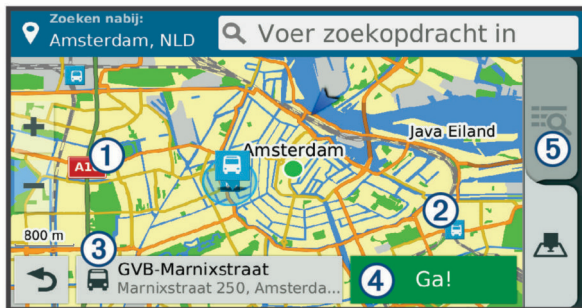 Zoeken nabij:
Amsterdam, NLD
Voer zoekopdracht in
1
5
Java Eiland
Amsterdam
2
800 m
3
GVB-Marnixstraat
Marnixstraat 250, Amsterda...
4
Ga!